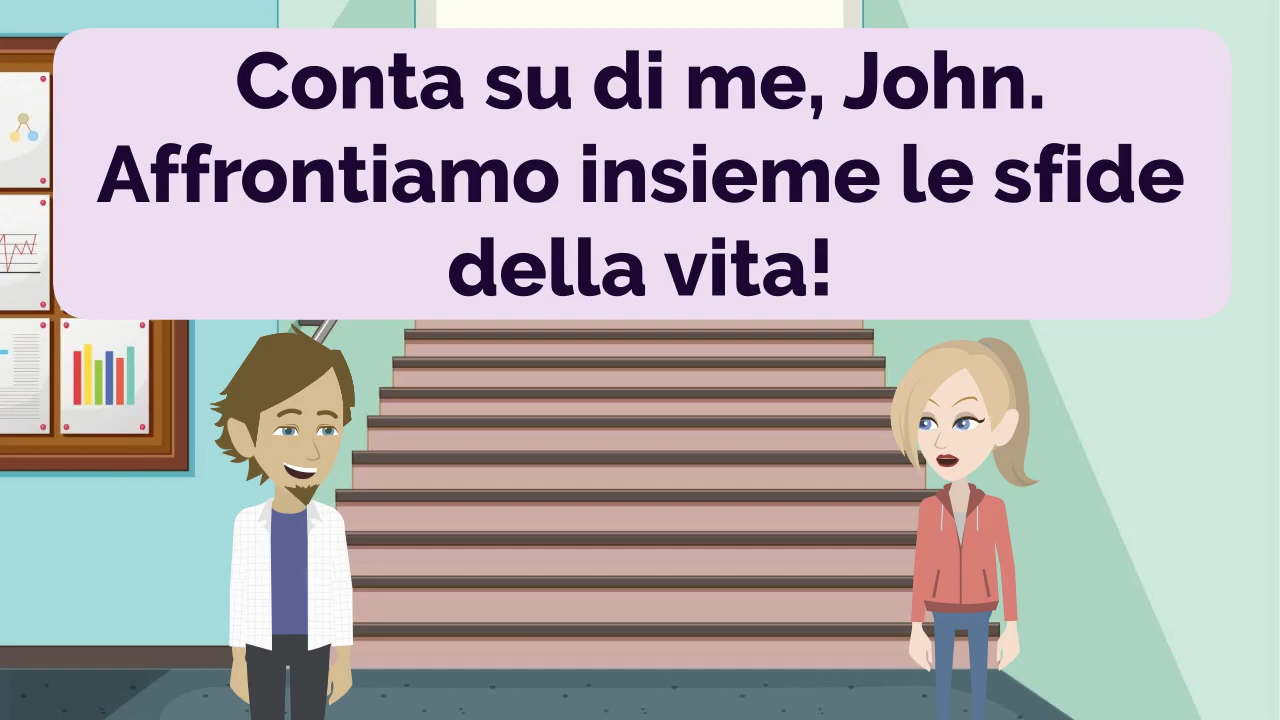 Conta su di me, John.
Affrontiamo insieme le sfide
della vita!